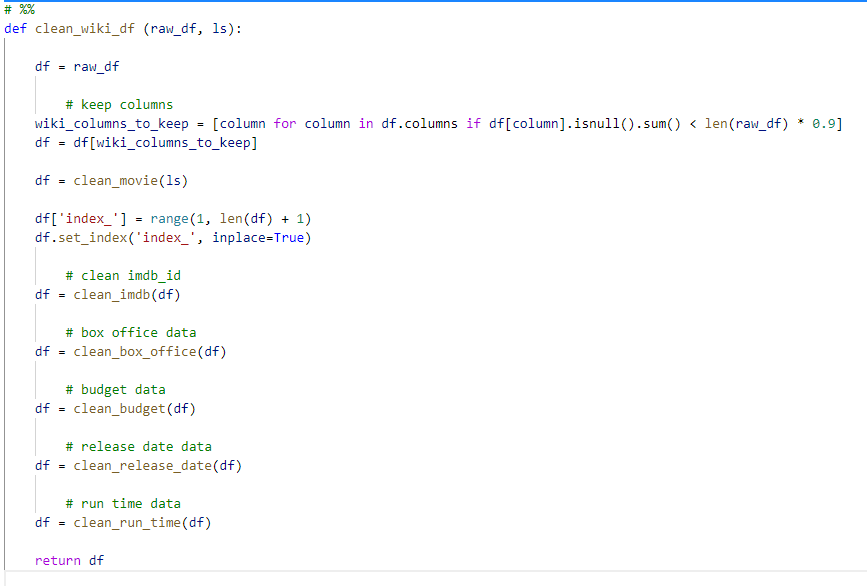 # %%
def clean_wiki_df (raw_df, ls):
    df = raw_df
        # keep columns
    wiki_columns_to_keep = [column for column in df.columns if df[column].isnull().sum() < len(raw_df) * 0.9]
    df = df[wiki_columns_to_keep]
    df = clean_movie(ls)
    df['index_'] = range(1, len(df) + 1)
    df.set_index('index_', inplace=True)
        # clean imdb_id
    df = clean_imdb(df)
        # box office data
    df = clean_box_office(df)
        # budget data
    df = clean_budget(df)
        # release date data
    df = clean_release_date(df)
        # run time data
    df = clean_run_time(df)
    return df